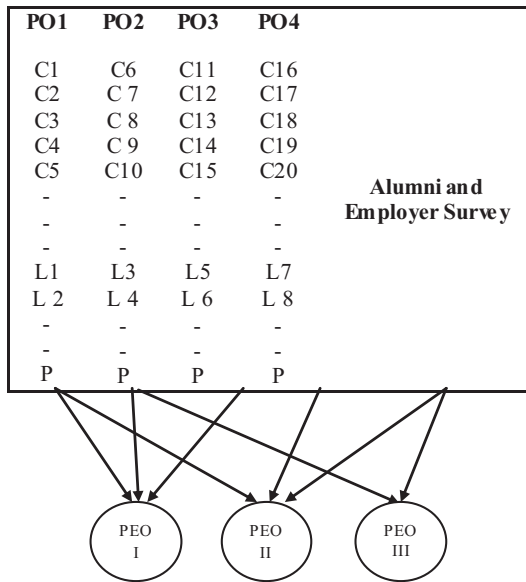 PO1 PO2 PO3 PO4
C1 C6 C11 C16
C2 C 7 C12 C17
C3 C 8 C13 C18
C4 C 9 C14 C19
C5 C10 C15 C20
- - - -
Alumni and
Employer Survey
- - - -
- - - -
L1 L3 L5 L7
L 2 L 4 L 6 L 8
- - - -
- - - -
P P P P
PEO
I
PEO
II
PEO
III